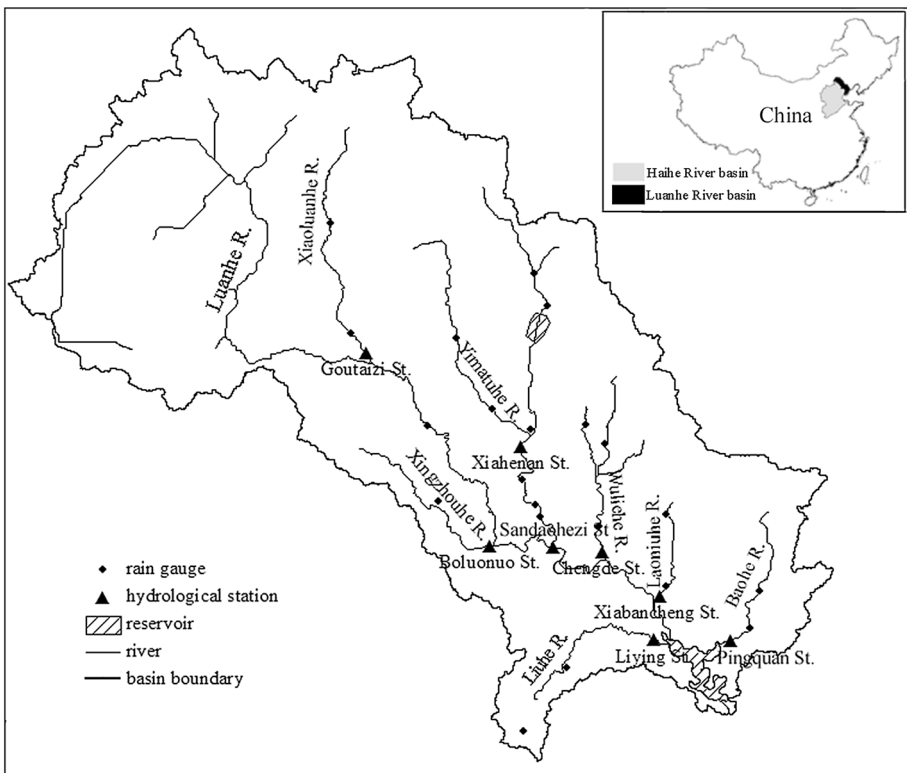 China
Haihe River basin
Luanhe River basin
Luanhe R.
Xiaoluanhe R.
Goutaizi St.
Yimatuhe R.
Xiahenan St.
Xingzhouhe R.
Sandaohezi St
Boluonuo St.
Wuliehe R.
Chengde St.
Laoniuhe R.
Xiabancheng St.
Baohe R.
Liuhe R.
Liying St.
Pingquan St.
rain gauge
hydrological station
reservoir
river
basin boundary